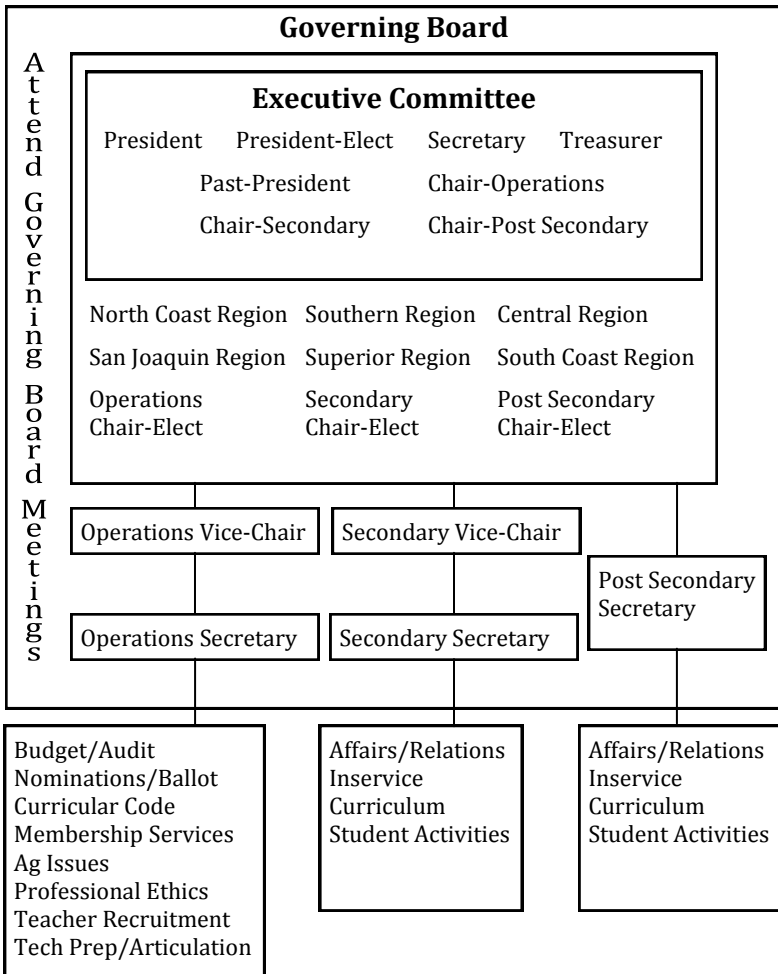 Governing Board
Attend Governing Board Meetings
Executive Committee
President President-Elect Secretary Treasurer
Past-President Chair-Operations
Chair-Secondary Chair-Post Secondary
North Coast Region Southern Region Central Region
San Joaquin Region Superior Region South Coast Region
Operations Secondary Post Secondary
Chair-Elect Chair-Elect Chair-Elect
Operations Vice-Chair Secondary Vice-Chair
Post Secondary
Secretary
Operations Secretary Secondary Secretary
Budget/Audit
Nominations/Ballot
Curricular Code
Membership Services
Ag Issues
Professional Ethics
Teacher Recruitment
Tech Prep/Articulation
Affairs/Relations
Inservice
Curriculum
Student Activities
Affairs/Relations
Inservice
Curriculum
Student Activities